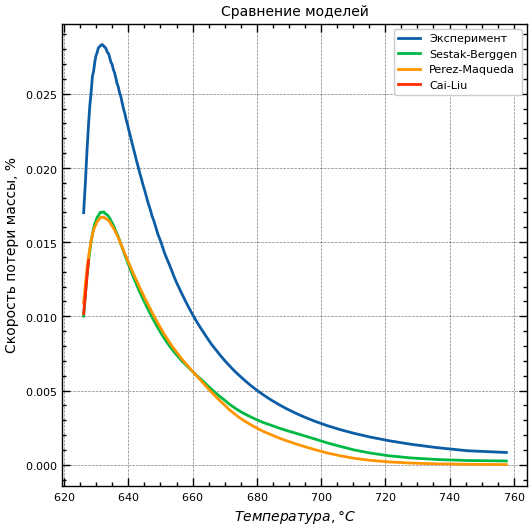 Сравнение моделей
Эксперимент
Sestak-Berggen
Perez-Maqueda
Cai-Liu
Скорость потери массы, %
0.025
0.020
0.015
0.010
0.005
0.000
620 640 660 680 700 720 740 760
Температура, °C